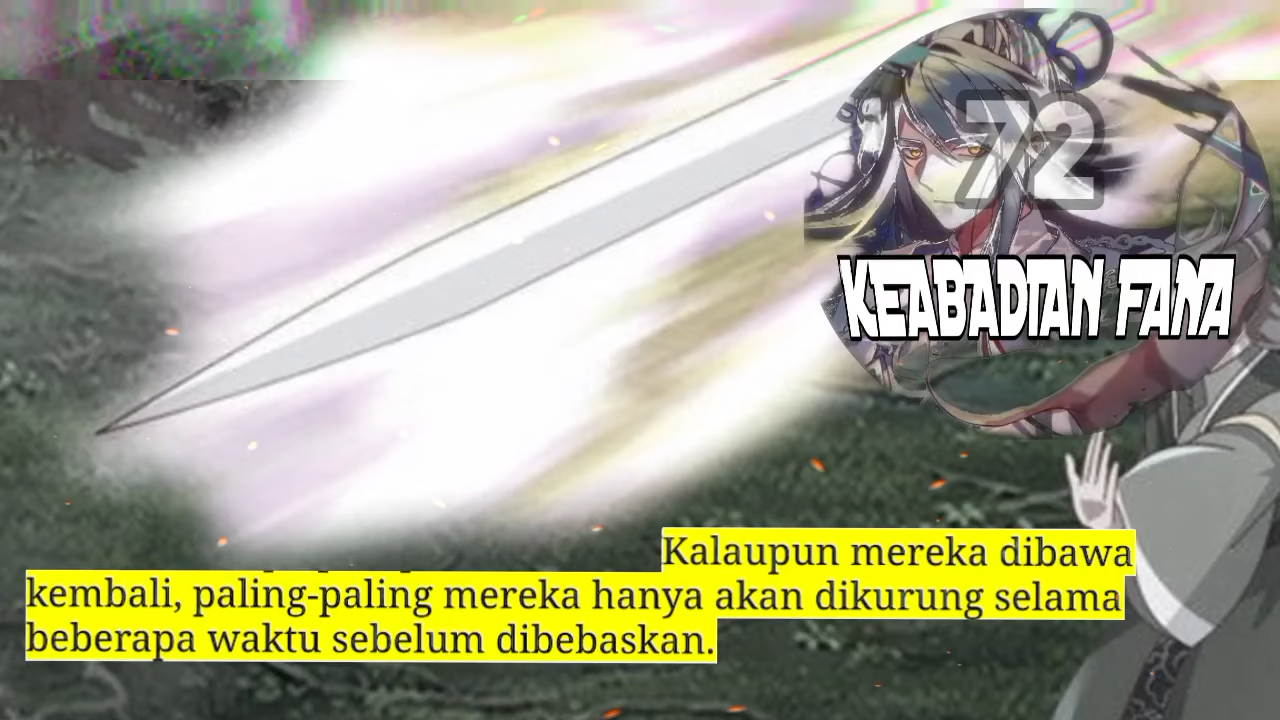 72
KEABADIAN FANA
Kalaupun mereka dibawa
kembali, paling-paling mereka hanya akan dikurung selama
beberapa waktu sebelum dibebaskan.